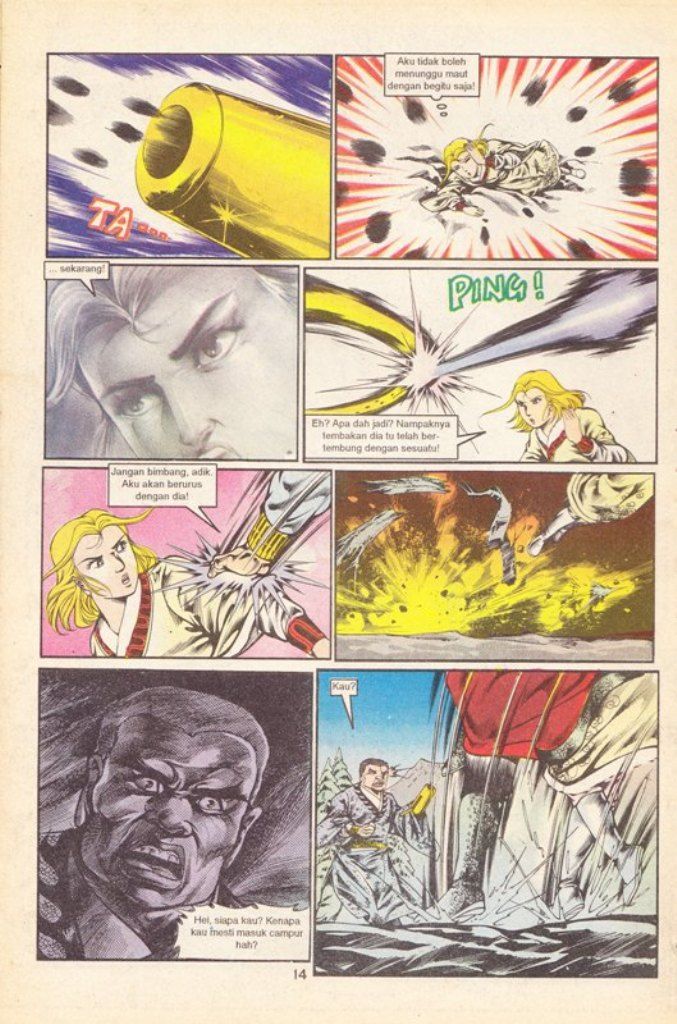 TA...
Aku tidak boleh
menunggu maut
dengan begitu saja!
... sekarang!
PING!
Eh? Apa dah jadi? Nampaknya
tembakan dia tu telah ber-
tembung dengan sesuatu!
Jangan bimbang, adik.
Aku akan berurus
dengan dia!
Hei, siapa kau? Kenapa
kau mesti masuk campur
hah?
Kau?
14